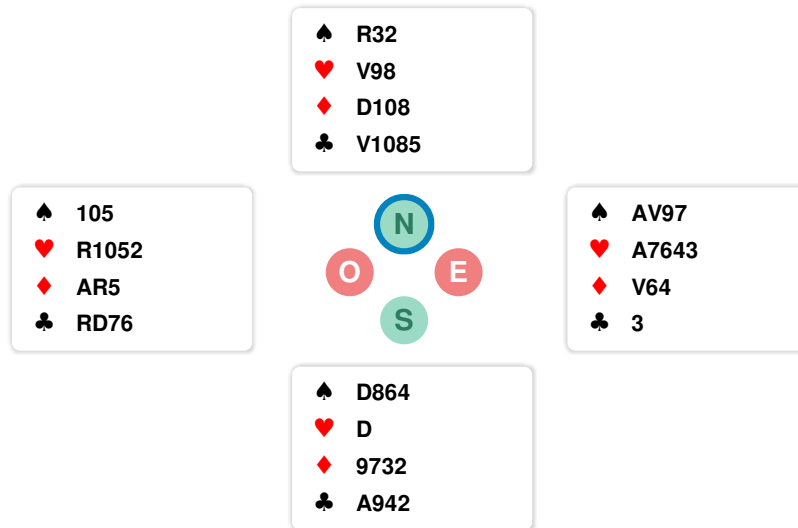 ♠ R32
♥ V98
♦ D108
♣ V1085
♠ 105
♥ R1052
♦ AR5
♣ RD76
N
O
E
S
♠ AV97
♥ A7643
♦ V64
♣ 3
♠ D864
♥ D
♦ 9732
♣ A942